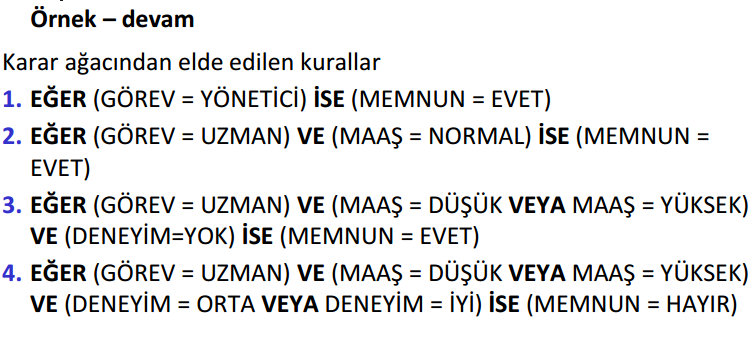 Örnek – devam
Karar ağacından elde edilen kurallar
1. EĞER (GÖREV = YÖNETİCİ) İSE (MEMNUN = EVET)
2. EĞER (GÖREV = UZMAN) VE (MAAŞ = NORMAL) İSE (MEMNUN =
EVET)
3. EĞER (GÖREV = UZMAN) VE (MAAŞ = DÜŞÜK VEYA MAAŞ = YÜKSEK)
VE (DENEYİM=YOK) İSE (MEMNUN = EVET)
4. EĞER (GÖREV = UZMAN) VE (MAAŞ = DÜŞÜK VEYA MAAŞ = YÜKSEK)
VE (DENEYİM = ORTA VEYA DENEYİM = İYİ) İSE (MEMNUN = HAYIR)